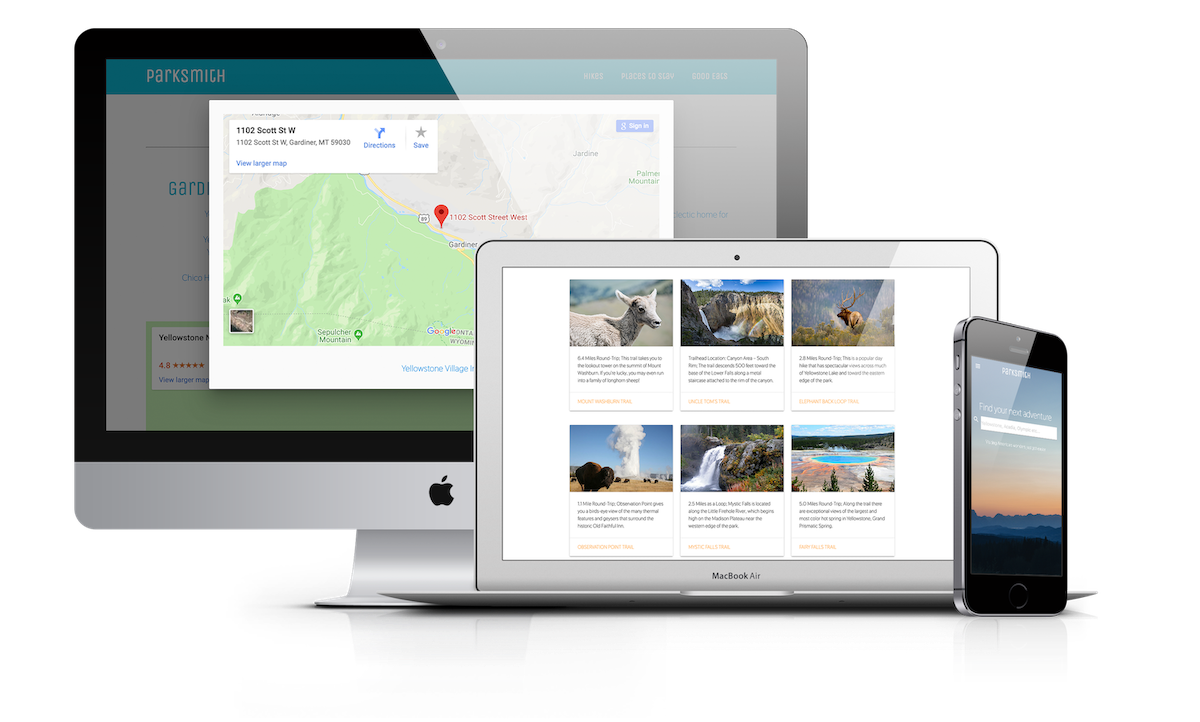 Parksmith
Hikes
Places to Stay
Good Eats
1102 Scott St W
1102 Scott St W, Gardiner, MT 59030
Directions
Save
View larger map
Sign in
Jardine
Palmer
Mountain
89
1102 Scott Street West
Gardiner
Sepulcher
Mountain
Google
Yellowstone Village
Chico
Yellowstone
4.8 ★★★★★
View larger map
home for
6.4 Miles Round-Trip; This trail takes you to
the lookout tower on the summit of Mount
Washburn. If you're lucky, you may even run
into a family of longhorn sheep!
MOUNT WASHBURN TRAIL
Trailhead Location: Canyon Area - South
Rim; The trail descends 500 feet toward the
base of the Lower Falls along a metal
staircase attached to the rim of the canyon.
UNCLE TOM'S TRAIL
2.8 Miles Round-Trip; This is a popular day
hike that has spectacular views across much
of Yellowstone Lake and toward the eastern
edge of the park.
ELEPHANT BACK LOOP TRAIL
1.1 Mile Round-Trip; Observation Point gives
you a birds-eye view of the many thermal
features and geysers that surround the
historic Old Faithful Inn.
OBSERVATION POINT TRAIL
2.5 Miles as a Loop; Mystic Falls is located
along the Little Firehole River, which begins
high on the Madison Plateau near the
western edge of the park.
MYSTIC FALLS TRAIL
5.0 Miles Round-Trip; Along the trail there
are exceptional views of the largest and
most color hot spring in Yellowstone, Grand
Prismatic Spring.
FAIRY FALLS TRAIL
MacBook Air
Parksmith
Find your next adventure